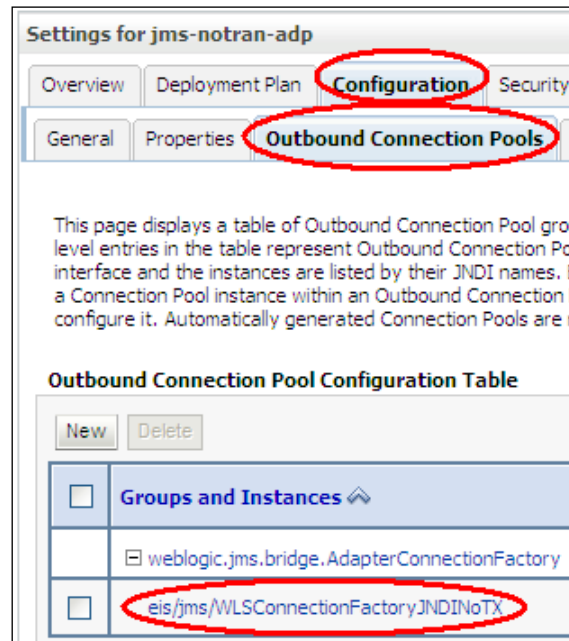 Settings for jms-notran-adp
Overview Deployment Plan Configuration Security
General Properties Outbound Connection Pools
This page displays a table of Outbound Connection Pool gro
level entries in the table represent Outbound Connection Po
interface and the instances are listed by their JNDI names.
a Connection Pool instance within an Outbound Connection
configure it. Automatically generated Connection Pools are
Outbound Connection Pool Configuration Table
New Delete
Groups and Instances
weblogic.jms.bridge.AdapterConnectionFactory
eis/jms/WLSConnectionFactoryJNDINoTX